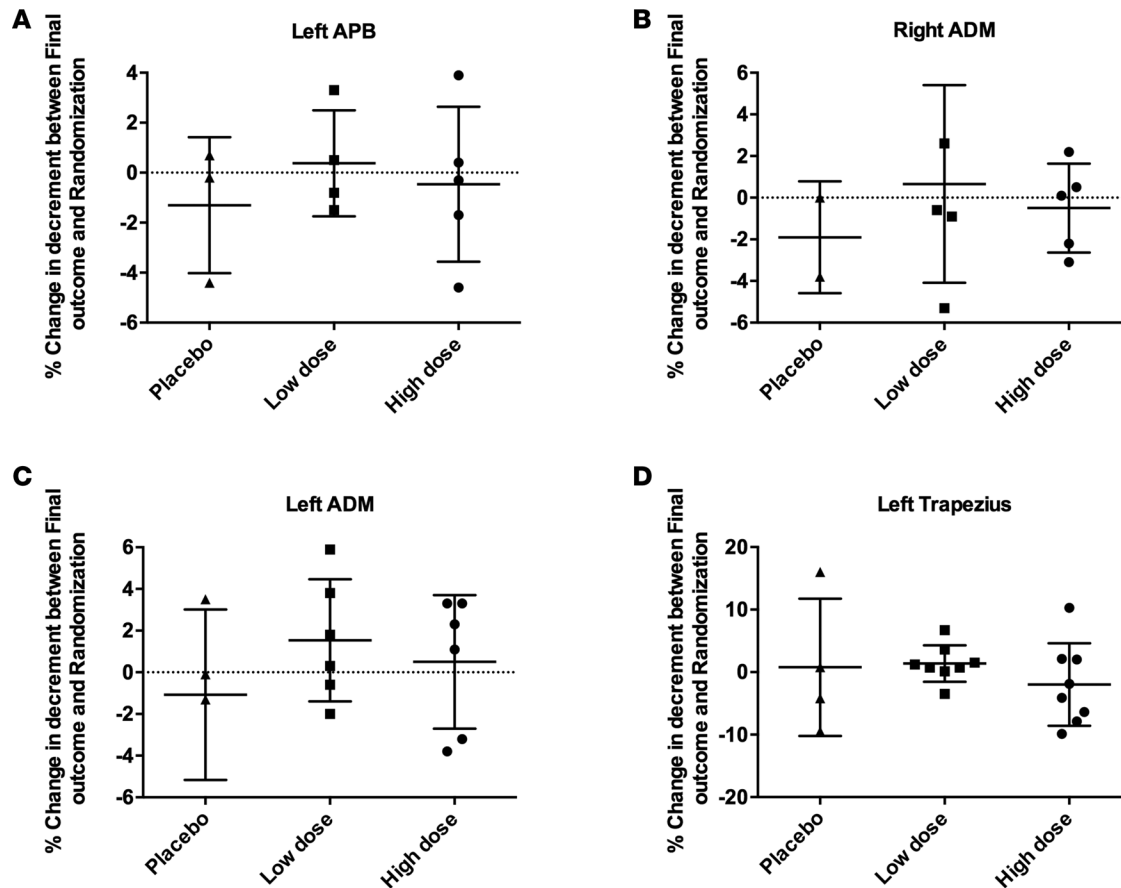 A
Left APB
% Change in decrement between Final
outcome and Randomization
4
2
0
-2
-4
-6
Placebo
Low dose
High dose
B
Right ADM
% Change in decrement between Final
outcome and Randomization
6
4
2
0
-2
-4
-6
Placebo
Low dose
High dose
C
Left ADM
% Change in decrement between Final
outcome and Randomization
6
4
2
0
-2
-4
-6
Placebo
Low dose
High dose
D
Left Trapezius
% Change in decrement between Final
outcome and Randomization
20
10
0
-10
-20
Placebo
Low dose
High dose